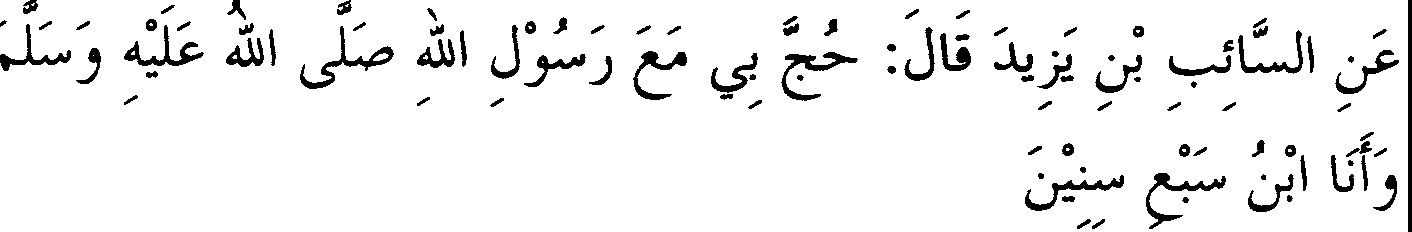 عَنِ السَّائِبِ بْنِ يَزِيدَ قَالَ: حُجَّ بِي مَعَ رَسُوْلِ اللهِ صَلَّى اللهُ عَلَيْهِ وَسَلَّمَ
وَأَنَا ابْنُ سَبْعِ سِنِيْنَ